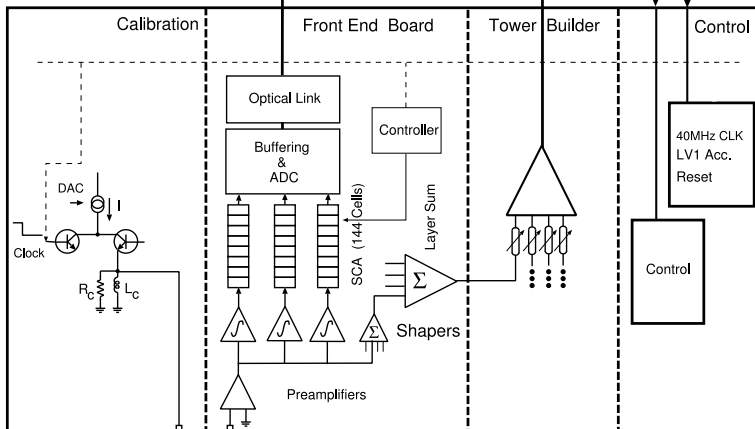 Calibration
Front End Board
Tower Builder
Control
Optical Link
Buffering
&
ADC
Controller
40MHz CLK
LV1 Acc.
Reset
DAC
I
Clock
SCA (144 Cells)
Layer Sum
Control
R_C
L_C
∫
∫
∫
Σ
Σ
Shapers
Preamplifiers